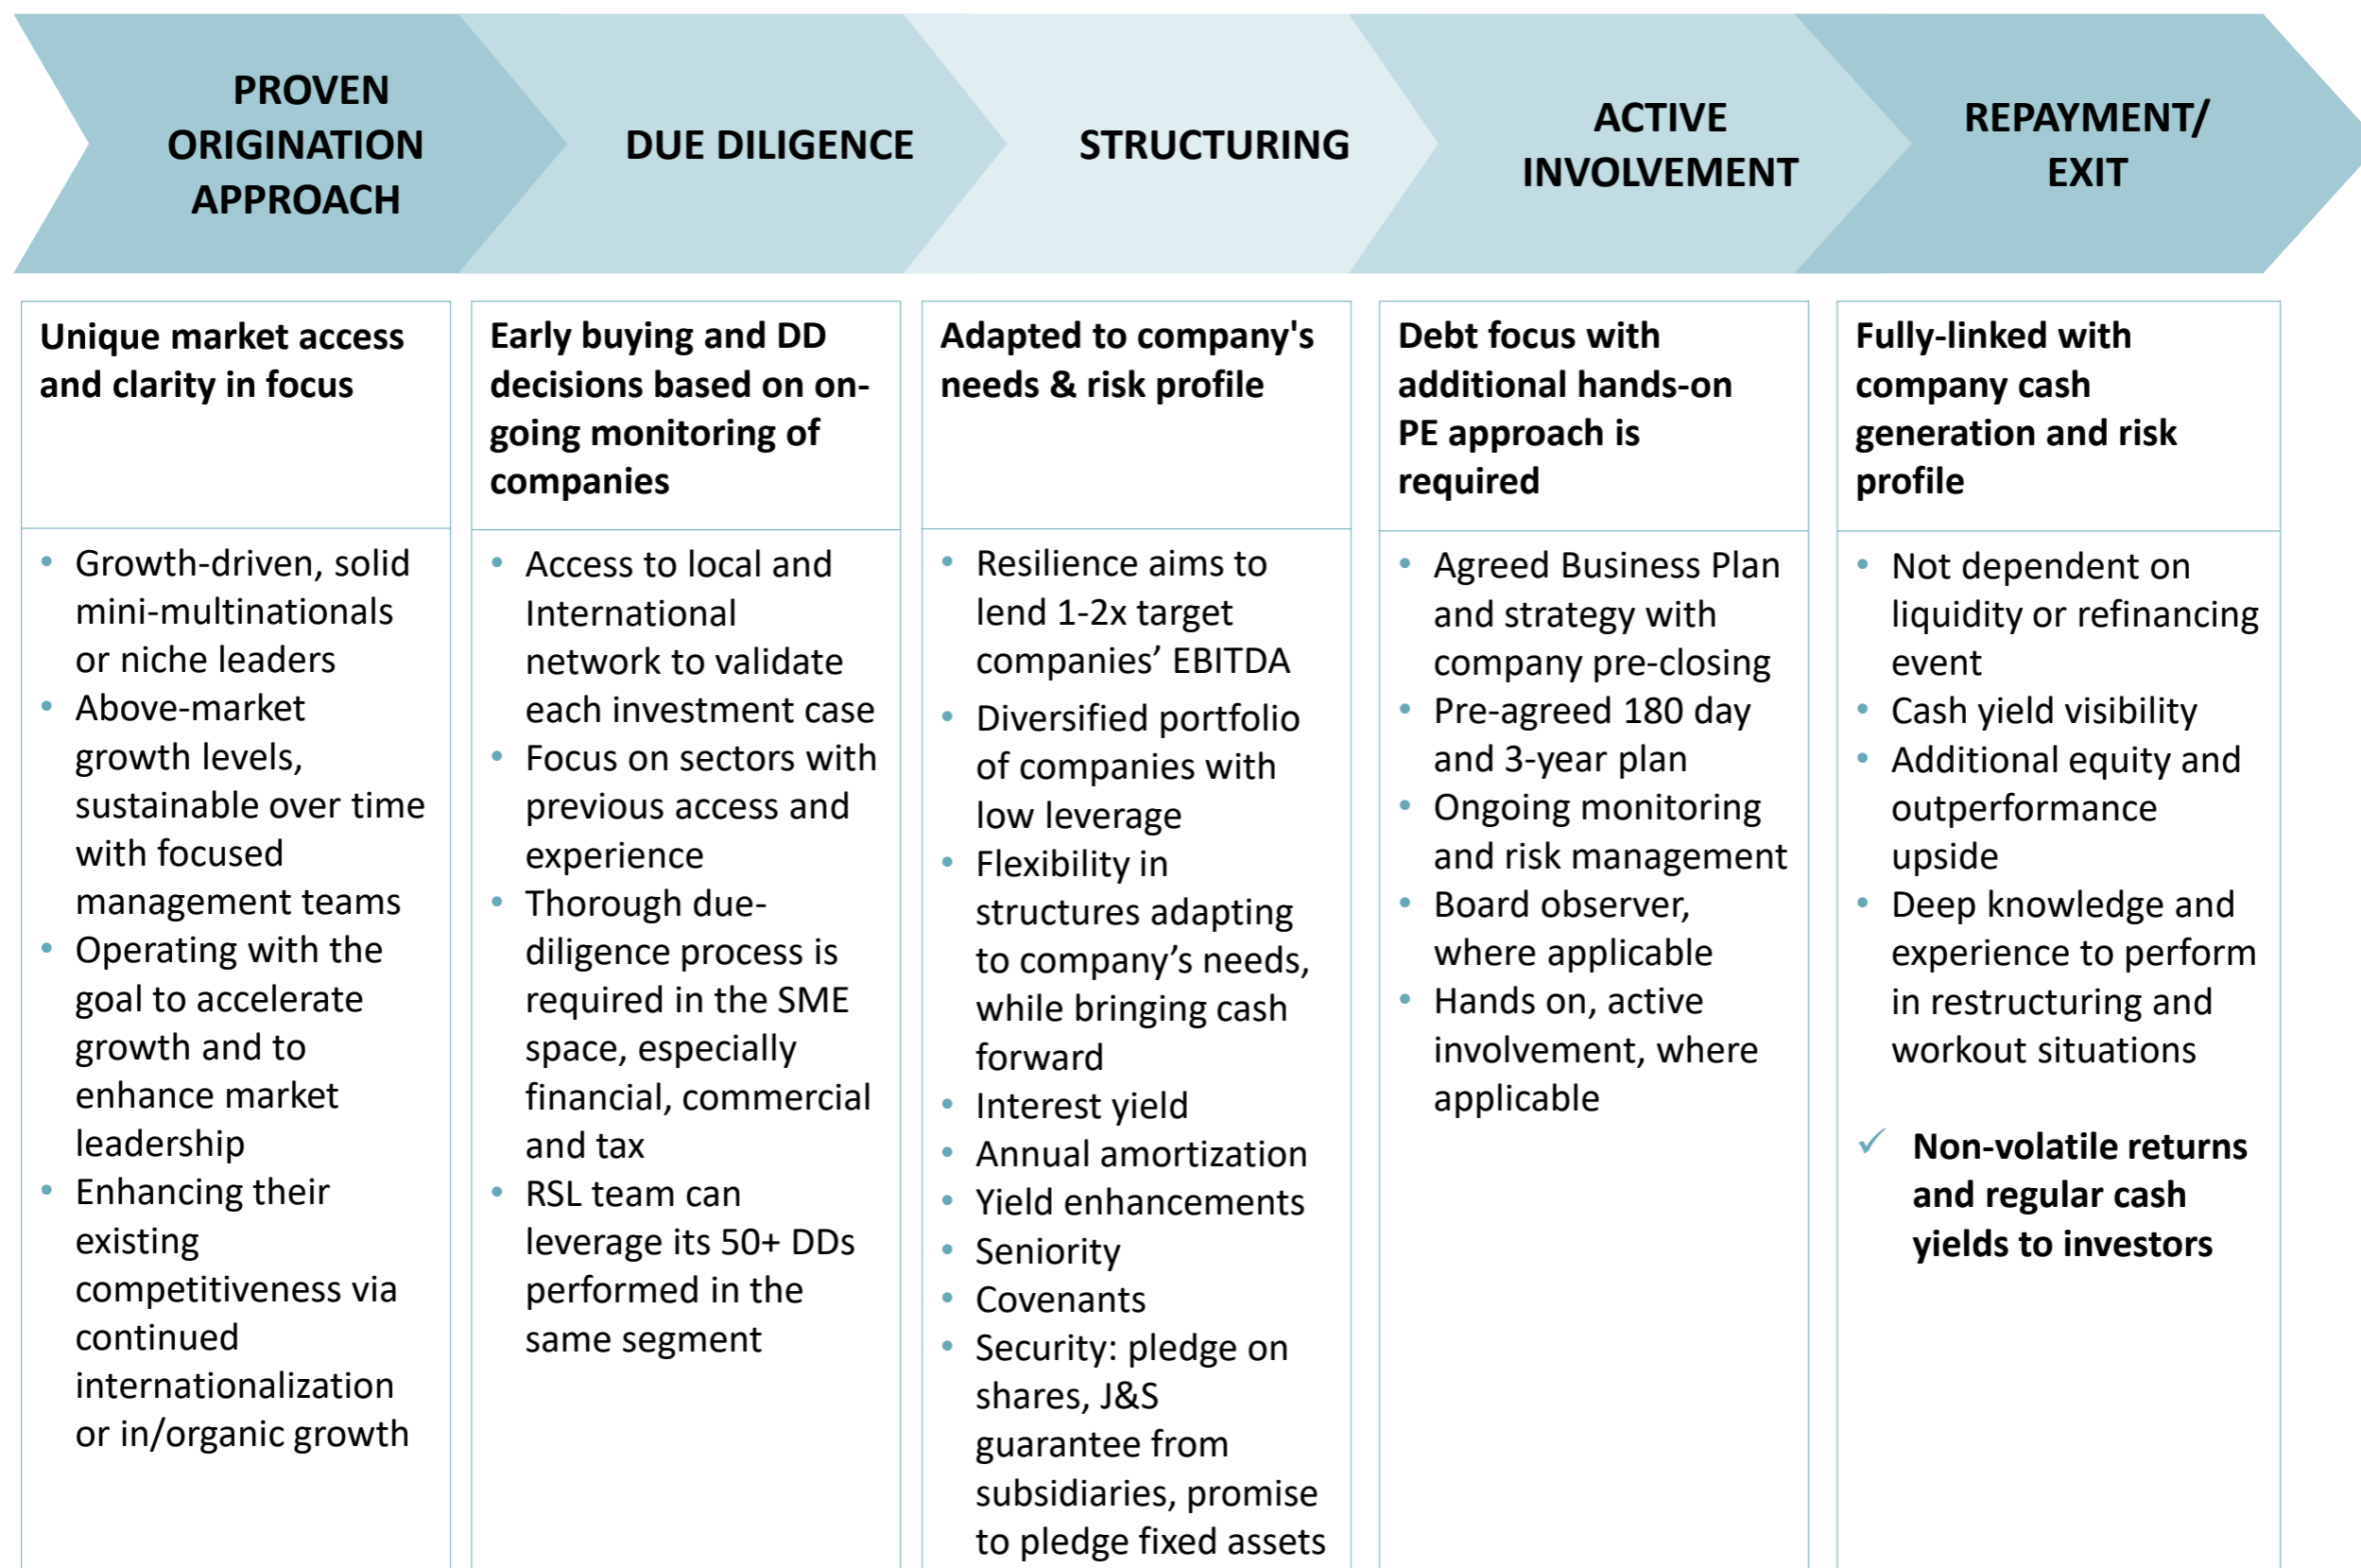 PROVEN
ORIGINATION
APPROACH
DUE DILIGENCE
STRUCTURING
ACTIVE
INVOLVEMENT
REPAYMENT/
EXIT
Unique market access
and clarity in focus
• Growth-driven, solid
mini-multinationals
or niche leaders
• Above-market
growth levels,
sustainable over time
with focused
management teams
• Operating with the
goal to accelerate
growth and to
enhance market
leadership
• Enhancing their
existing
competitiveness via
continued
internationalization
or in/organic growth
Early buying and DD
decisions based on on-
going monitoring of
companies
• Access to local and
International
network to validate
each investment case
• Focus on sectors with
previous access and
experience
• Thorough due-
diligence process is
required in the SME
space, especially
financial, commercial
and tax
• RSL team can
leverage its 50+ DDs
performed in the
same segment
Adapted to company's
needs & risk profile
• Resilience aims to
lend 1-2x target
companies’ EBITDA
• Diversified portfolio
of companies with
low leverage
• Flexibility in
structures adapting
to company’s needs,
while bringing cash
forward
• Interest yield
• Annual amortization
• Yield enhancements
• Seniority
• Covenants
• Security: pledge on
shares, J&S
guarantee from
subsidiaries, promise
to pledge fixed assets
Debt focus with
additional hands-on
PE approach is
required
• Agreed Business Plan
and strategy with
company pre-closing
• Pre-agreed 180 day
and 3-year plan
• Ongoing monitoring
and risk management
• Board observer,
where applicable
• Hands on, active
involvement, where
applicable
Fully-linked with
company cash
generation and risk
profile
• Not dependent on
liquidity or refinancing
event
• Cash yield visibility
• Additional equity and
outperformance
upside
• Deep knowledge and
experience to perform
in restructuring and
workout situations
✓ Non-volatile returns
and regular cash
yields to investors